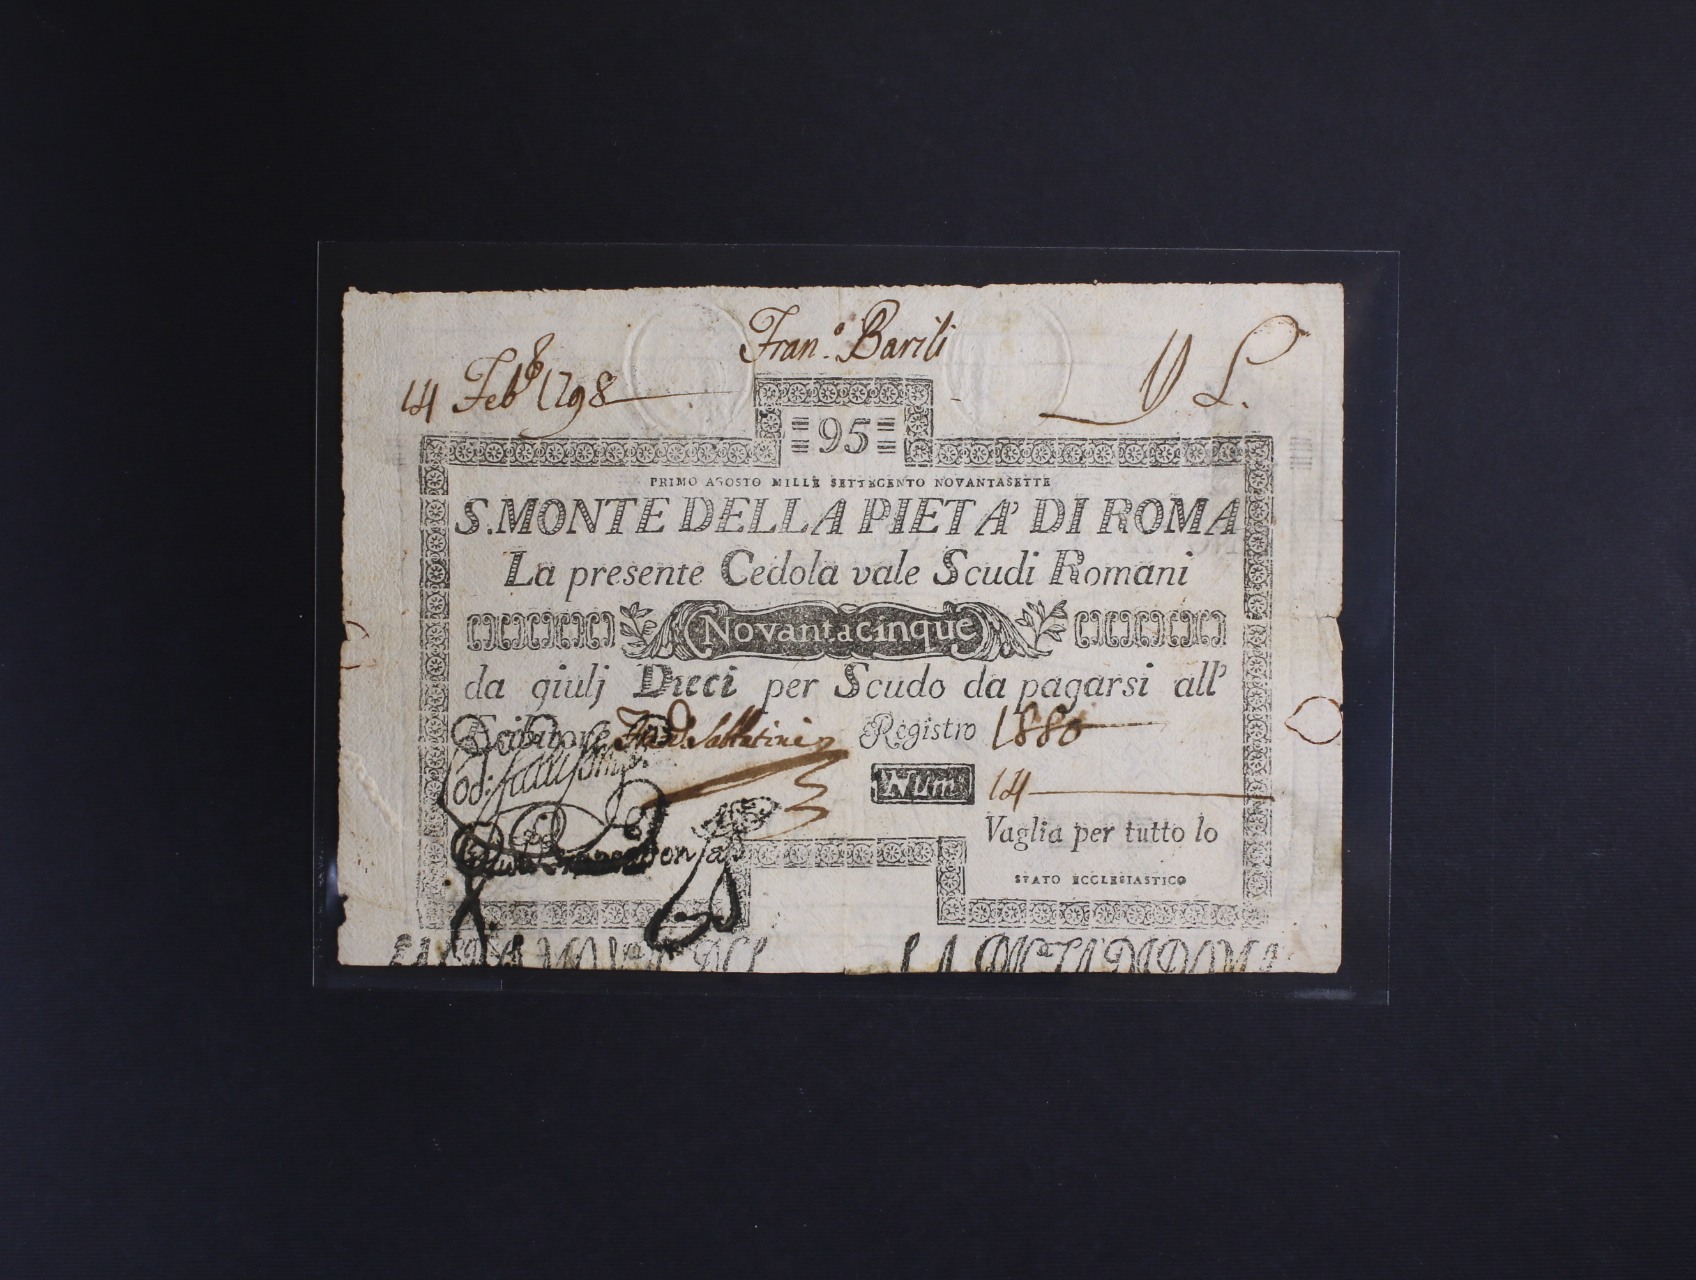 Fran.º Barili
14 Feb 1798
95
PRIMO AGOSTO MILLE SETTECENTO NOVANTASETTE
S. MONTE DELLA PIETA' DI ROMA
La presente Cedola vale Scudi Romani
Novantacinque
da giulj Dieci per Scudo da pagarsi all'
Esibitore Registro 1880
Num. 14
Vaglia per tutto lo
STATO ECCLESIASTICO